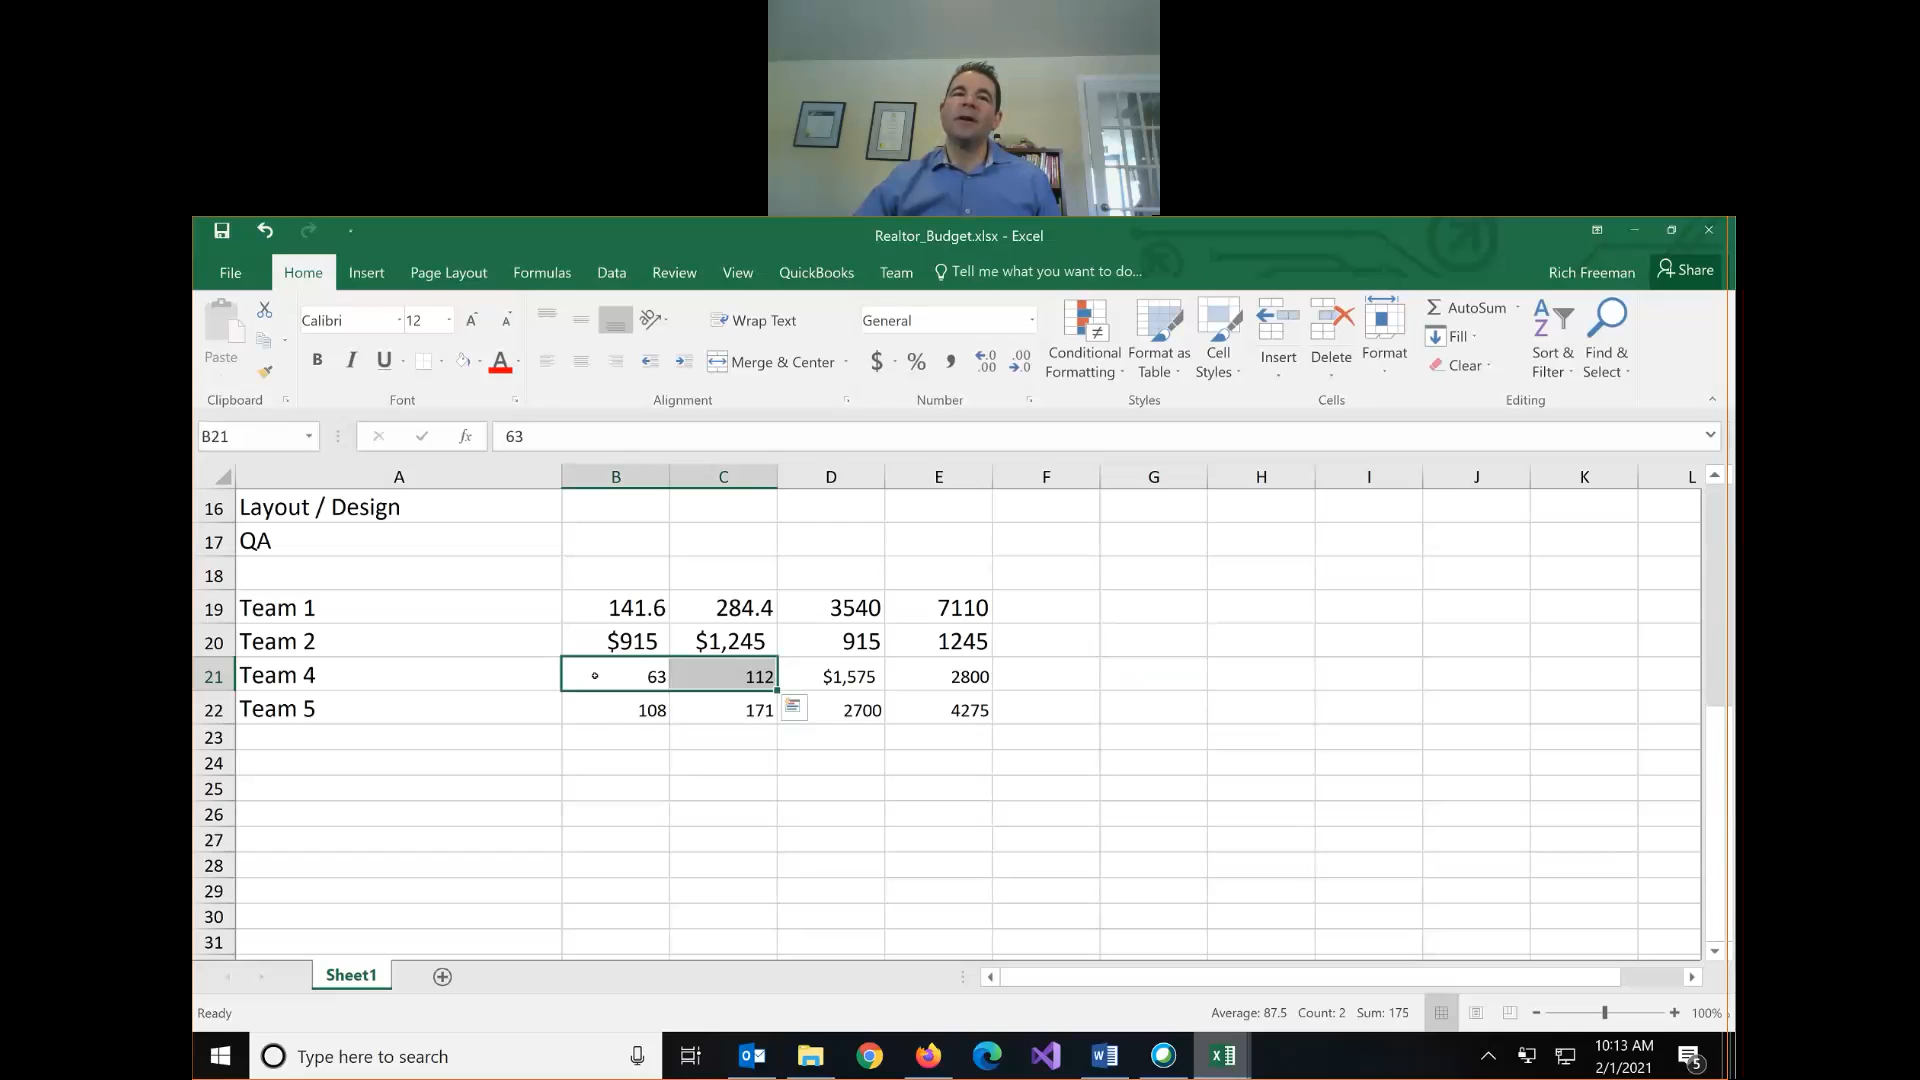 Realtor_Budget.xlsx - Excel
File Home Insert Page Layout Formulas Data Review View QuickBooks Team Tell me what you want to do... Rich Freeman Share
Calibri 12 Wrap Text General AutoSum
Paste B I U A Merge & Center $ % Conditional Formatting Format as Table Cell Styles Insert Delete Format Fill Clear Sort & Filter Find & Select
Clipboard Font Alignment Number Styles Cells Editing
B21 fx 63
A B C D E F G H I J K L
16 Layout / Design
17 QA
18
19 Team 1 141.6 284.4 3540 7110
20 Team 2 $915 $1,245 915 1245
21 Team 4 63 112 $1,575 2800
22 Team 5 108 171 2700 4275
23
24
25
26
27
28
29
30
31
Sheet1
Ready Average: 87.5 Count: 2 Sum: 175 100%
Type here to search 10:13 AM
2/1/2021 5